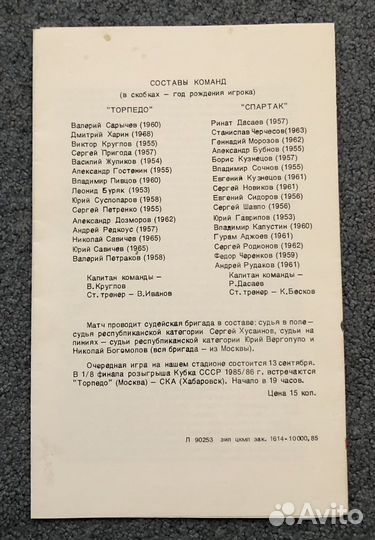 СОСТАВЫ КОМАНД
(в скобках - год рождения игрока)
"ТОРПЕДО"
Валерий Сарычев (1960)
Дмитрий Харин (1968)
Виктор Круглов (1955)
Сергей Пригода (1957)
Василий Жупиков (1954)
Александр Гостенин (1955)
Владимир Пивцов (1960)
Леонид Буряк (1953)
Юрий Суслопаров (1958)
Сергей Петренко (1955)
Александр Дозморов (1962)
Андрей Редкоус (1957)
Николай Савичев (1965)
Юрий Савичев (1965)
Валерий Петраков (1958)
Капитан команды -
В.Круглов
Ст. тренер - В.Иванов
"СПАРТАК"
Ринат Дасаев (1957)
Станислав Черчесов(1963)
Геннадий Морозов (1962)
Александр Бубнов (1955)
Борис Кузнецов (1957)
Владимир Сочнов (1955)
Евгений Кузнецов (1961)
Сергей Новиков (1961)
Евгений Сидоров (1956)
Сергей Шавло (1956)
Юрий Гаврилов (1953)
Владимир Капустин (1960)
Гурам Аджоев (1961)
Сергей Родионов (1962)
Федор Черенков (1959)
Андрей Рудаков (1961)
Капитан команды -
Р.Дасаев
Ст. тренер - К.Бесков
Матч проводит судейская бригада в составе: судья в поле-
судья республиканской категории Сергей Хусаинов, судьи на
линиях - судьи республиканской категории Юрий Вергопуло и
Николай Богомолов (вся бригада - из Москвы).
Очередная игра на нашем стадионе состоится 13 сентября.
В 1/8 финала розыгрыша Кубка СССР 1985/86 г. встречаются
"Торпедо" (Москва) - СКА (Хабаровск). Начало в 19 часов.
Цена 15 коп.
Л 90253 зип цкмп зак. 1614-10000,85
Avito